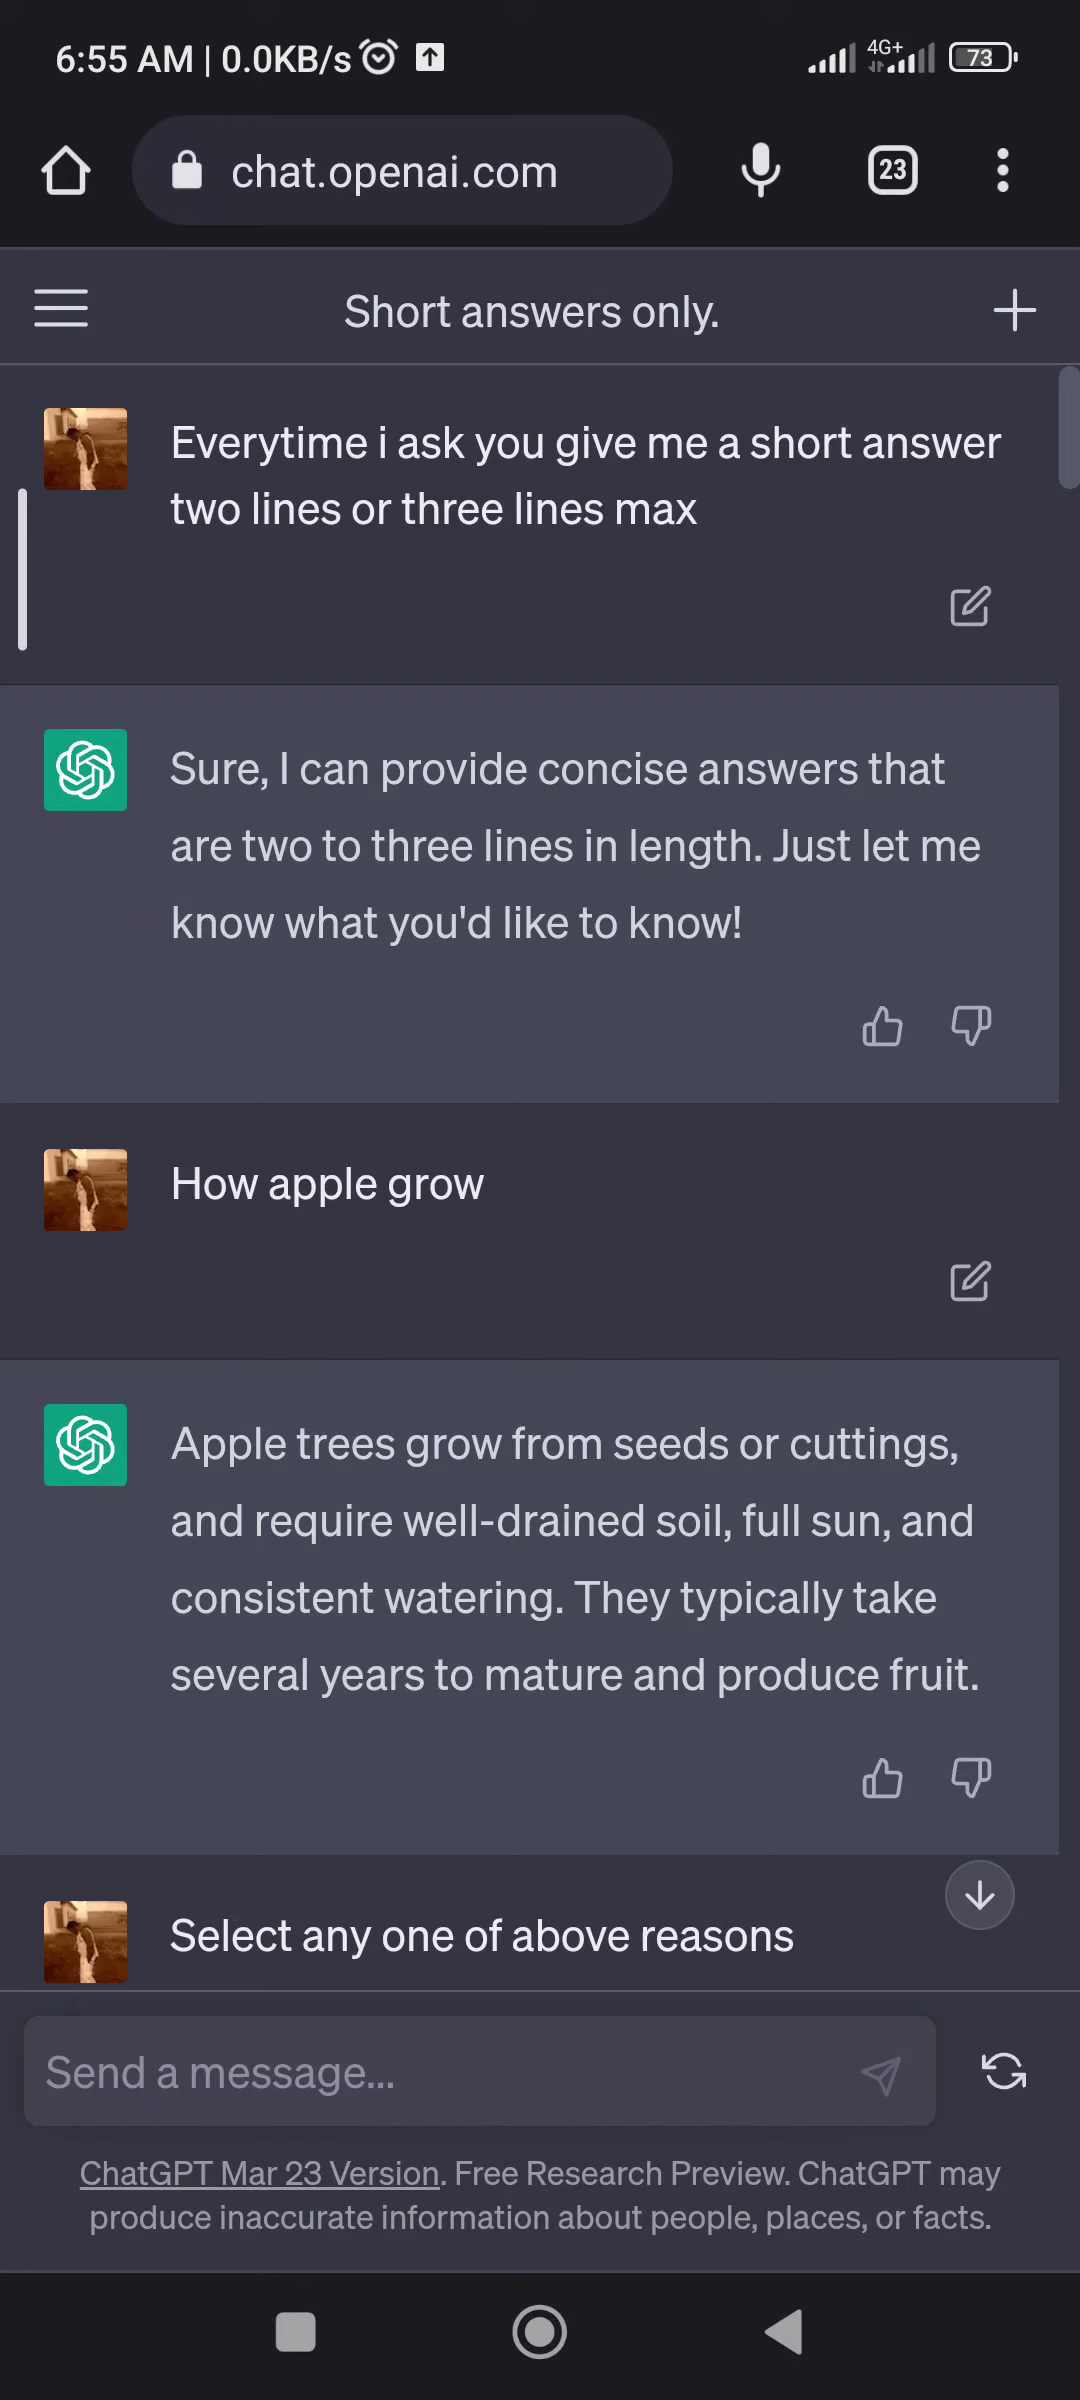 6:55 AM | 0.0KB/s 4G+ 73
chat.openai.com 23
Short answers only.
Everytime i ask you give me a short answer
two lines or three lines max
Sure, I can provide concise answers that
are two to three lines in length. Just let me
know what you'd like to know!
How apple grow
Apple trees grow from seeds or cuttings,
and require well-drained soil, full sun, and
consistent watering. They typically take
several years to mature and produce fruit.
Select any one of above reasons
Send a message...
ChatGPT Mar 23 Version. Free Research Preview. ChatGPT may
produce inaccurate information about people, places, or facts.